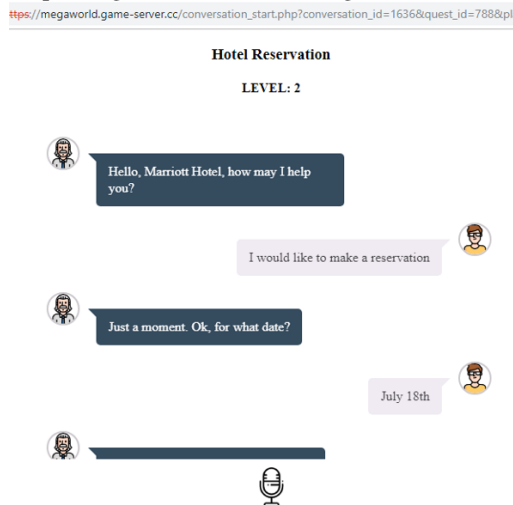 ttps://megaworld.game-server.cc/conversation_start.php?conversation_id=1636&quest_id=788&pl
Hotel Reservation
LEVEL: 2
Hello, Marriott Hotel, how may I help
you?
I would like to make a reservation
Just a moment. Ok, for what date?
July 18th